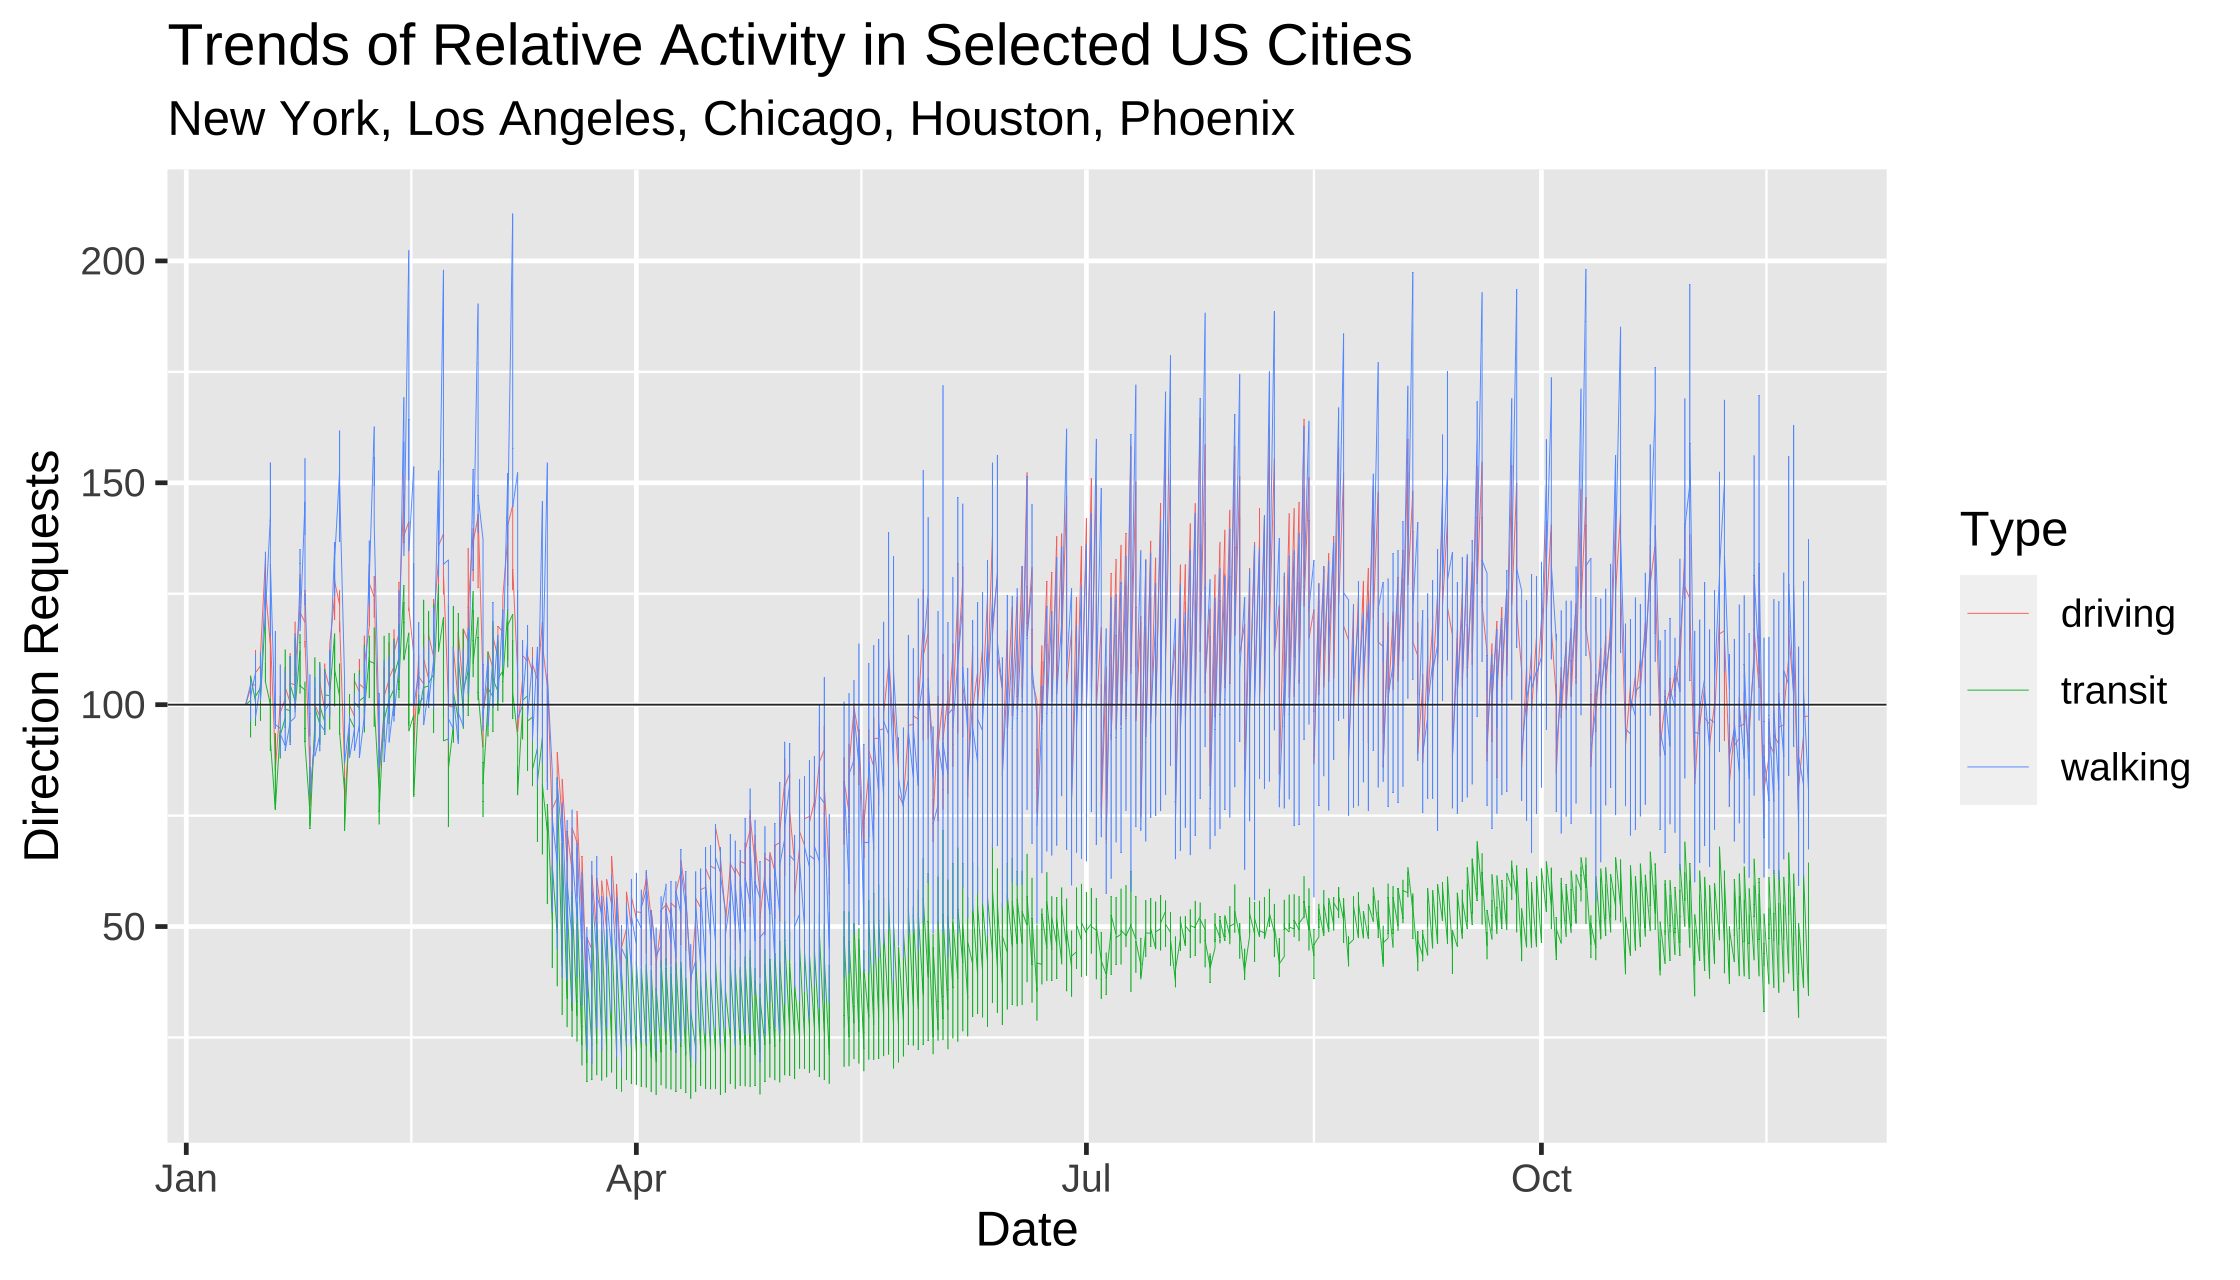 Trends of Relative Activity in Selected US Cities
New York, Los Angeles, Chicago, Houston, Phoenix
Direction Requests
200
150
100
50
Jan
Apr
Jul
Oct
Date
Type
driving
transit
walking